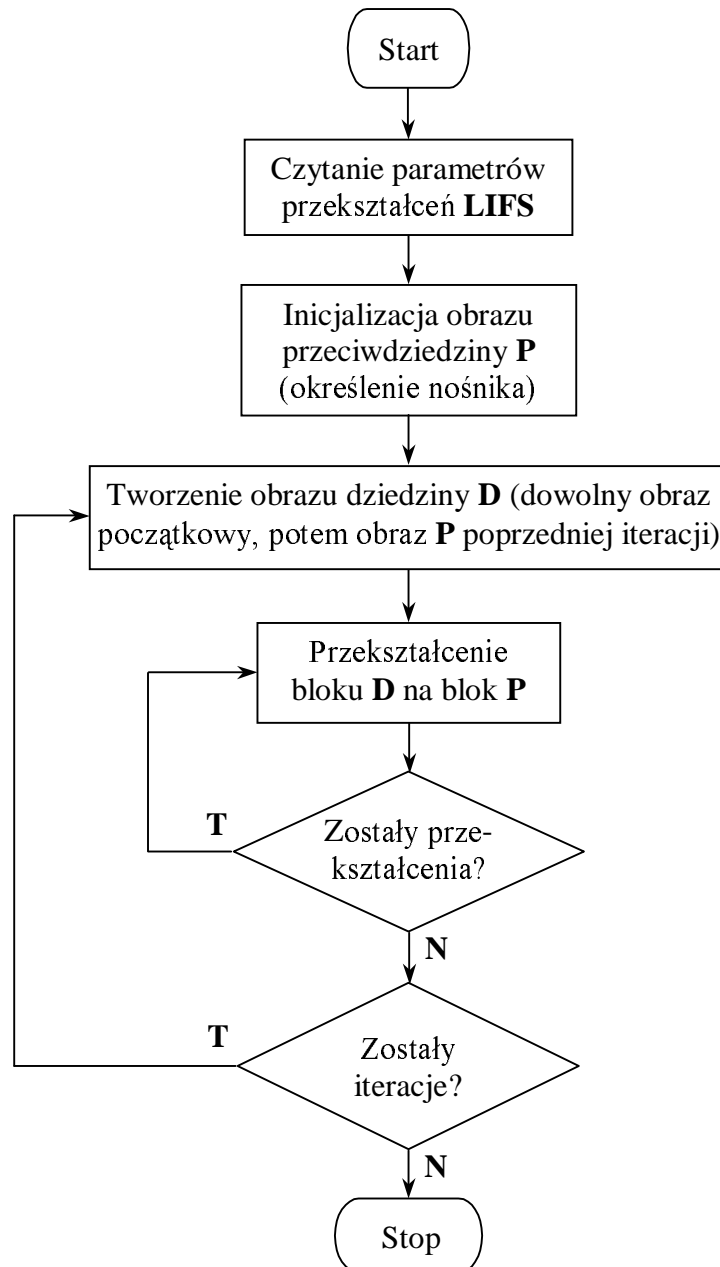 Start
Czytanie parametrów
przekształceń LIFS
Inicjalizacja obrazu
przeciwdziedziny P
(określenie nośnika)
Tworzenie obrazu dziedziny D (dowolny obraz
początkowy, potem obraz P poprzedniej iteracji)
Przekształcenie
bloku D na blok P
T
Zostały prze-
kształcenia?
N
T
Zostały
iteracje?
N
Stop